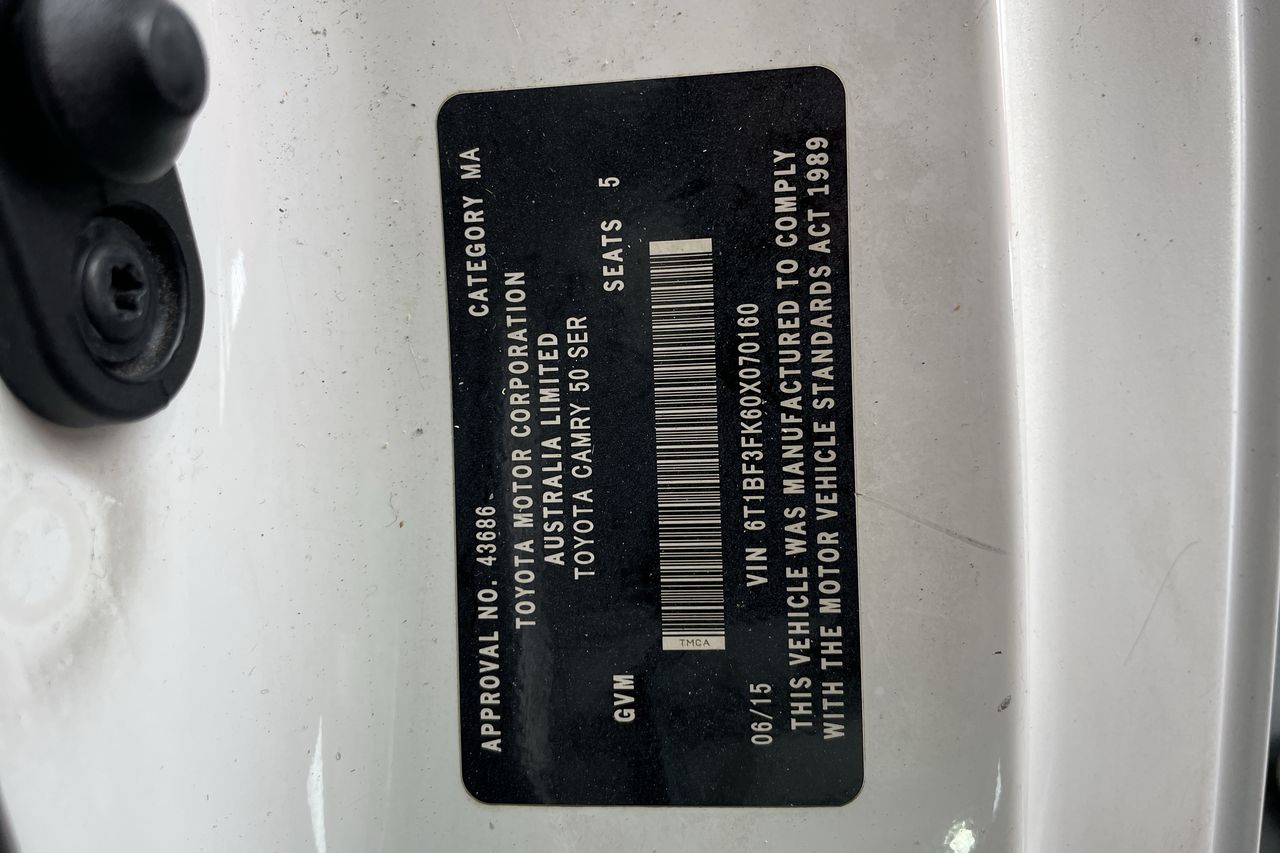 APPROVAL NO. 43686 CATEGORY MA
TOYOTA MOTOR CORPORATION
AUSTRALIA LIMITED
TOYOTA CAMRY 50 SER
GVM SEATS 5
TMCA
06/15 VIN 6T1BF3FK60X070160
THIS VEHICLE WAS MANUFACTURED TO COMPLY
WITH THE MOTOR VEHICLE STANDARDS ACT 1989